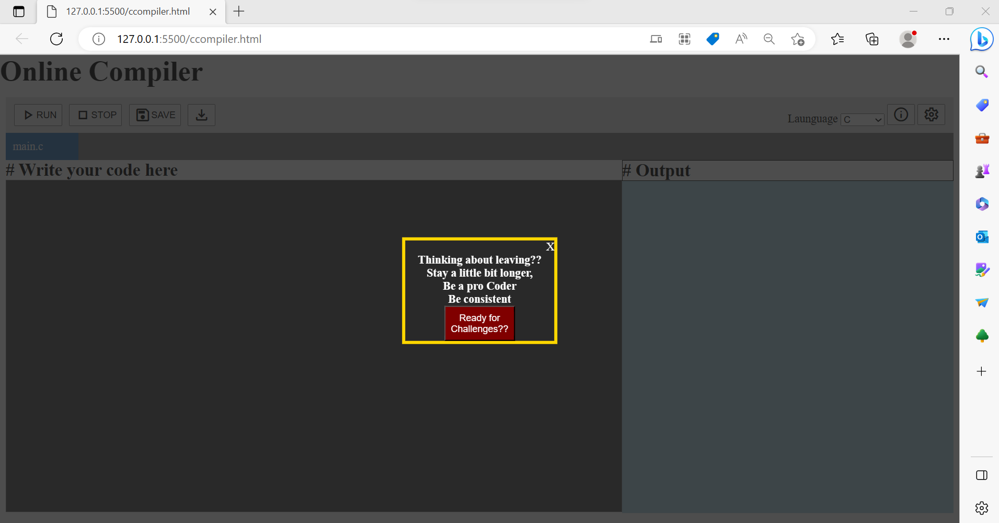 127.0.0.1:5500/ccompiler.html
127.0.0.1:5500/ccompiler.html
Online Compiler
RUN STOP SAVE Launguage C
main.c
# Write your code here # Output
X
Thinking about leaving??
Stay a little bit longer,
Be a pro Coder
Be consistent
Ready for
Challenges??